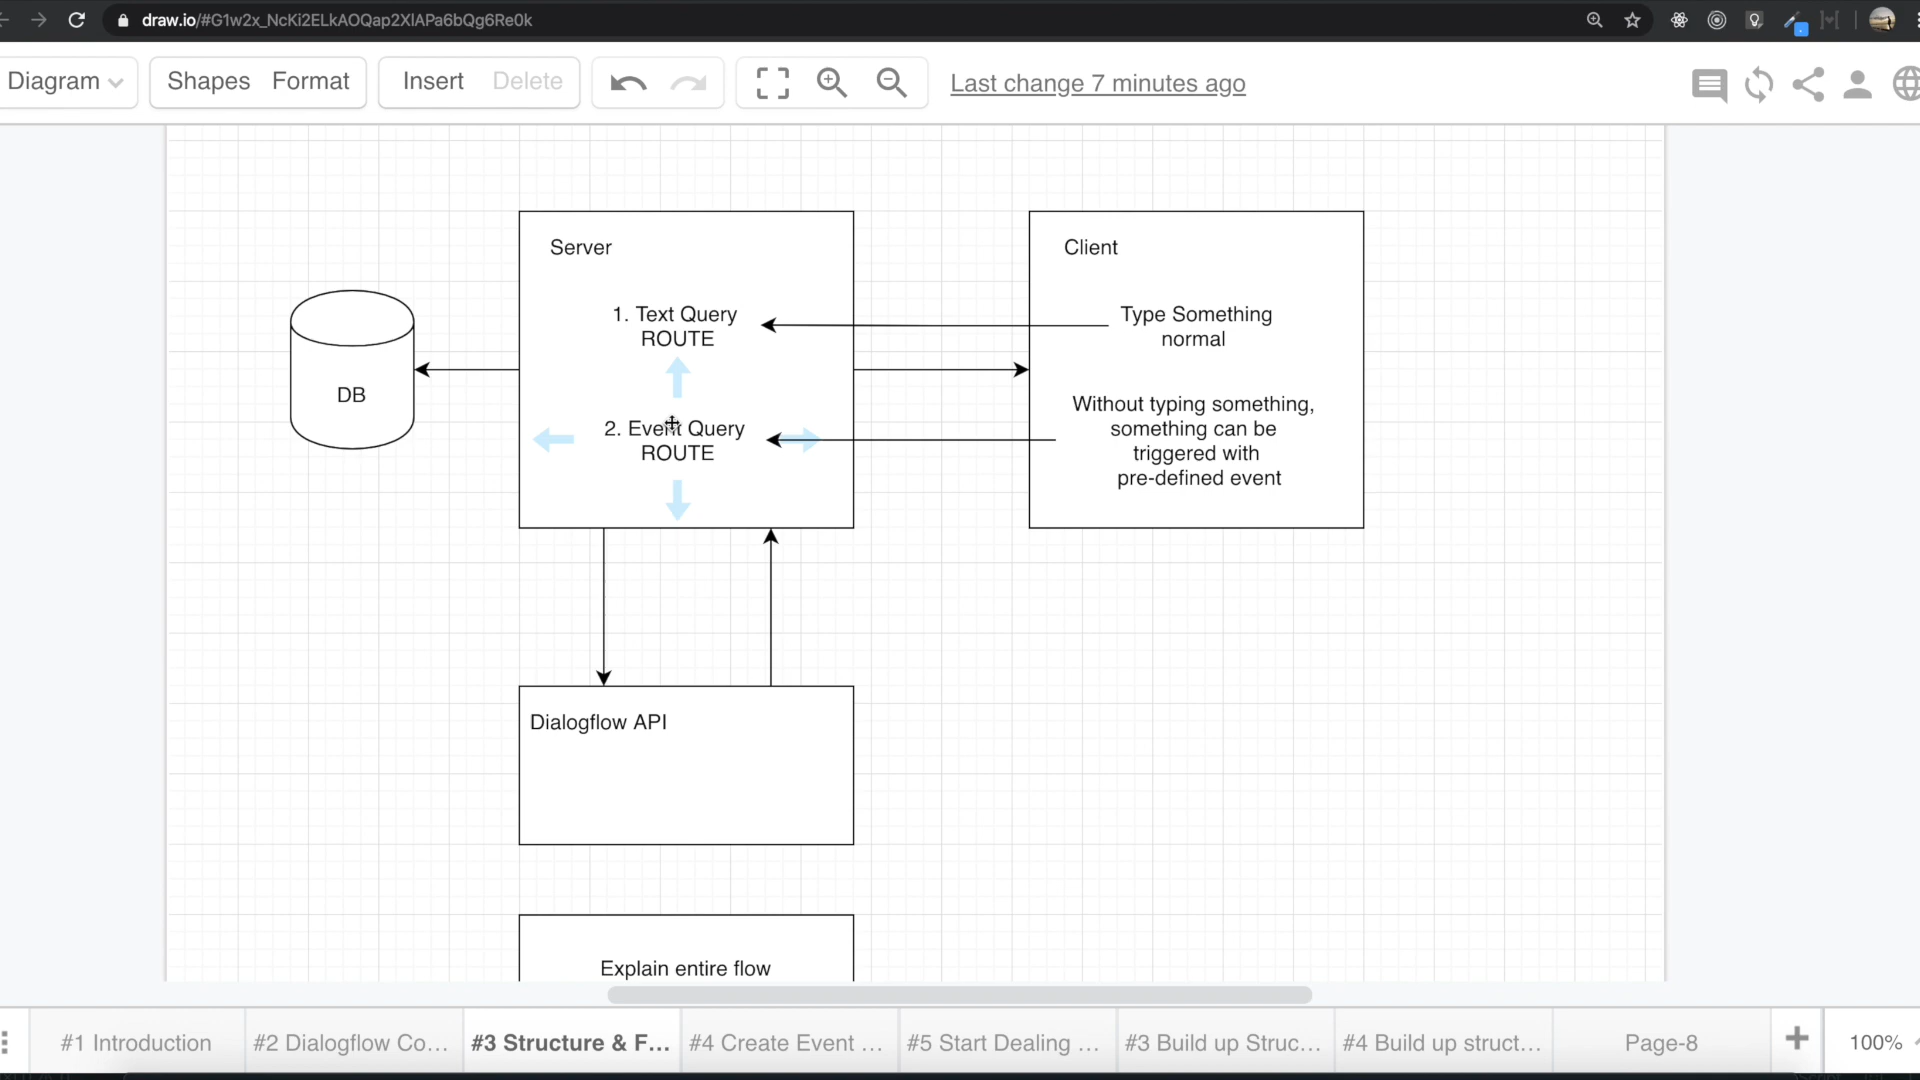 draw.io/#G1w2x_NcKi2ELkAOQap2XIAPa6bQg6Re0k
Diagram
Shapes
Format
Insert
Delete
Last change 7 minutes ago
Server
Client
1. Text Query
ROUTE
Type Something
normal
DB
2. Event Query
ROUTE
Without typing something,
something can be
triggered with
pre-defined event
Dialogflow API
Explain entire flow
#1 Introduction
#2 Dialogflow Co...
#3 Structure & F...
#4 Create Event ...
#5 Start Dealing ...
#3 Build up Struc...
#4 Build up struct...
Page-8
100%